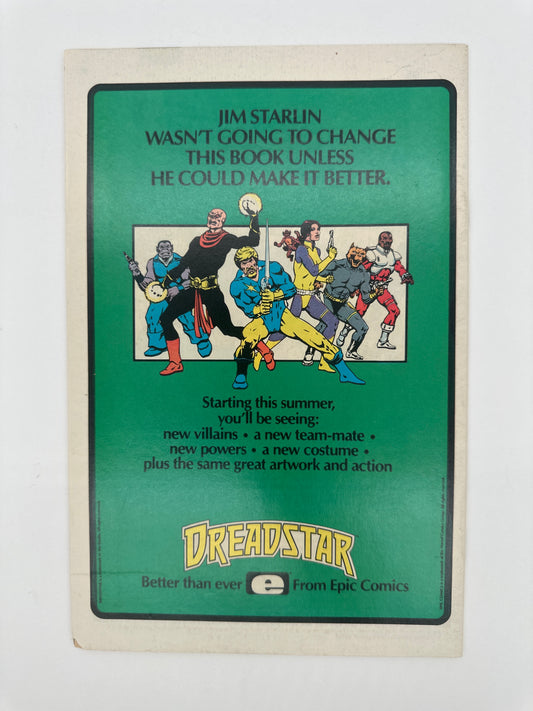 JIM STARLIN
WASN'T GOING TO CHANGE
THIS BOOK UNLESS
HE COULD MAKE IT BETTER.
Starting this summer,
you'll be seeing:
new villains • a new team-mate •
new powers • a new costume •
plus the same great artwork and action
DREADSTAR
Better than ever e From Epic Comics